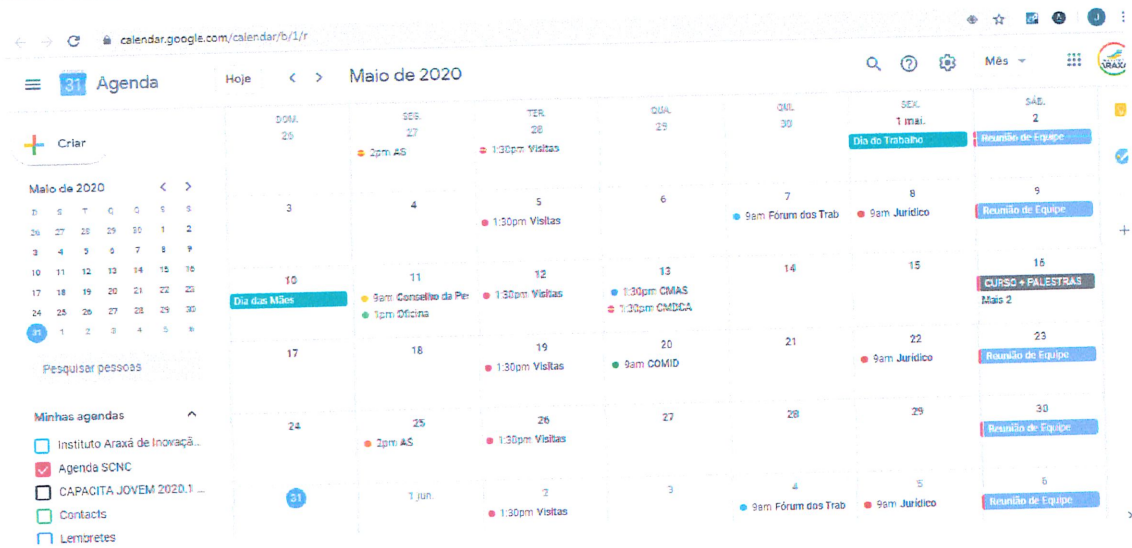 calendar.google.com/calendar/b/1/r
J
31 Agenda
Hoje < > Maio de 2020
Mês
ARAXÁ
Criar
Maio de 2020 < >
D S T Q Q S S
26 27 28 29 30 1 2
3 4 5 6 7 8 9
10 11 12 13 14 15 16
17 18 19 20 21 22 23
24 25 26 27 28 29 30
31 1 2 3 4 5 6
Pesquisar pessoas
Minhas agendas
Instituto Araxá de Inovaçã...
Agenda SCNC
CAPACITA JOVEM 2020.1 ...
Contacts
Lembretes
DOM. SEG. TER. QUA. QUI. SEX. SÁB.
26 27 28 29 30 1 mai. 2
2pm AS
1:30pm Visitas
Dia do Trabalho
Reunião de Equipe
3 4 5 6 7 8 9
1:30pm Visitas
9am Fórum dos Trab
9am Jurídico
Reunião de Equipe
10 11 12 13 14 15 16
Dia das Mães
9am Conselho da Pe
1pm Oficina
1:30pm Visitas
1:30pm CMAS
1:30pm CMDCA
CURSO + PALESTRAS
Mais 2
17 18 19 20 21 22 23
1:30pm Visitas
9am COMID
9am Jurídico
Reunião de Equipe
24 25 26 27 28 29 30
2pm AS
1:30pm Visitas
Reunião de Equipe
31 1 jun. 2 3 4 5 6
1:30pm Visitas
9am Fórum dos Trab
9am Jurídico
Reunião de Equipe